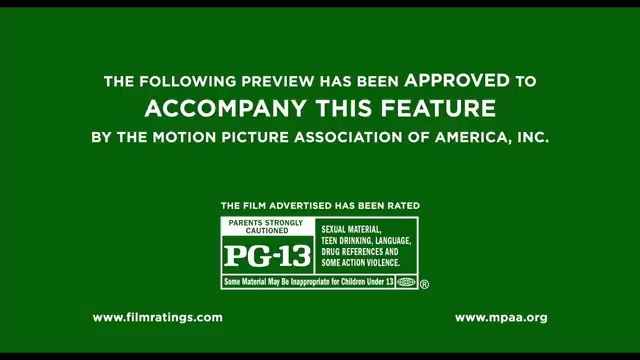 THE FOLLOWING PREVIEW HAS BEEN APPROVED TO
ACCOMPANY THIS FEATURE
BY THE MOTION PICTURE ASSOCIATION OF AMERICA, INC.
THE FILM ADVERTISED HAS BEEN RATED
PARENTS STRONGLY
CAUTIONED
PG-13
SEXUAL MATERIAL,
TEEN DRINKING, LANGUAGE,
DRUG REFERENCES AND
SOME ACTION VIOLENCE.
Some Material May Be Inappropriate for Children Under 13
®
www.filmratings.com
www.mpaa.org